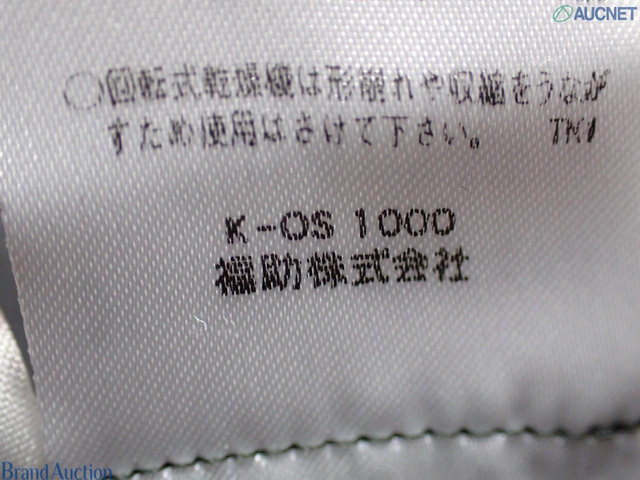 AUCNET
○回転式乾燥機は形崩れや収縮をうなが
すため使用はさけて下さい。 TK1
K-OS 1000
福助株式会社
BrandAuction